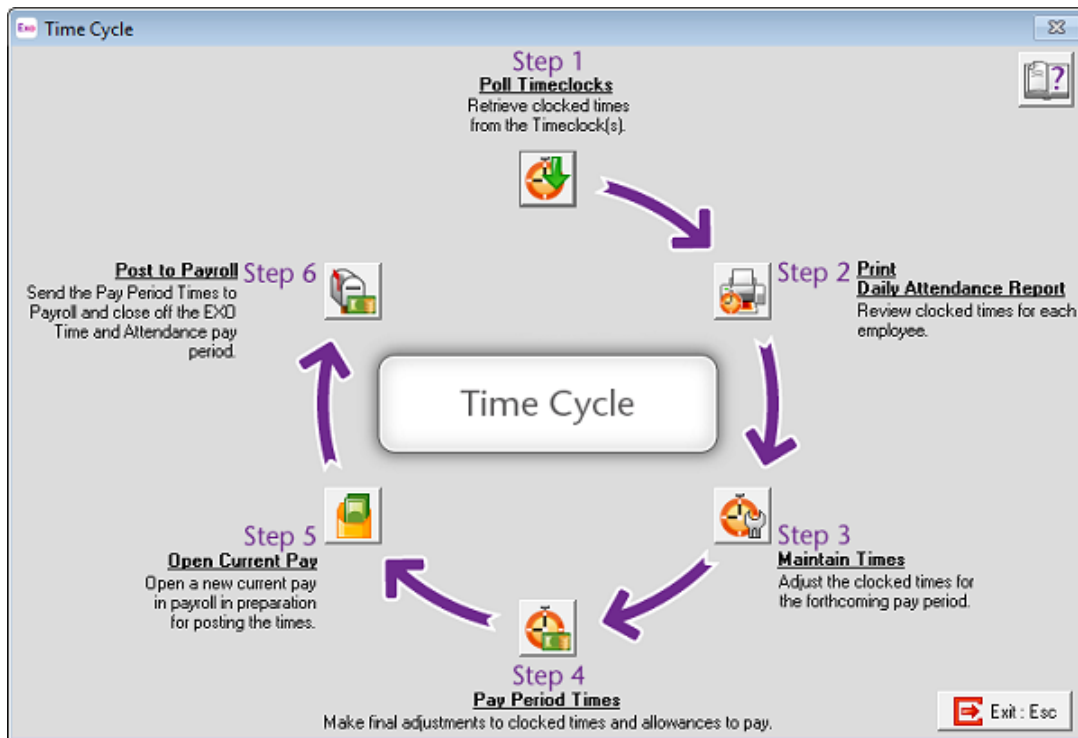 Exo Time Cycle
Step 1
Poll Timeclocks
Retrieve clocked times
from the Timeclock(s).
Step 2
Print
Daily Attendance Report
Review clocked times for each
employee.
Step 3
Maintain Times
Adjust the clocked times for
the forthcoming pay period.
Step 4
Pay Period Times
Make final adjustments to clocked times and allowances to pay.
Step 5
Open Current Pay
Open a new current pay
in payroll in preparation
for posting the times.
Step 6
Post to Payroll
Send the Pay Period Times to
Payroll and close off the EXO
Time and Attendance pay
period.
Time Cycle
Exit : Esc